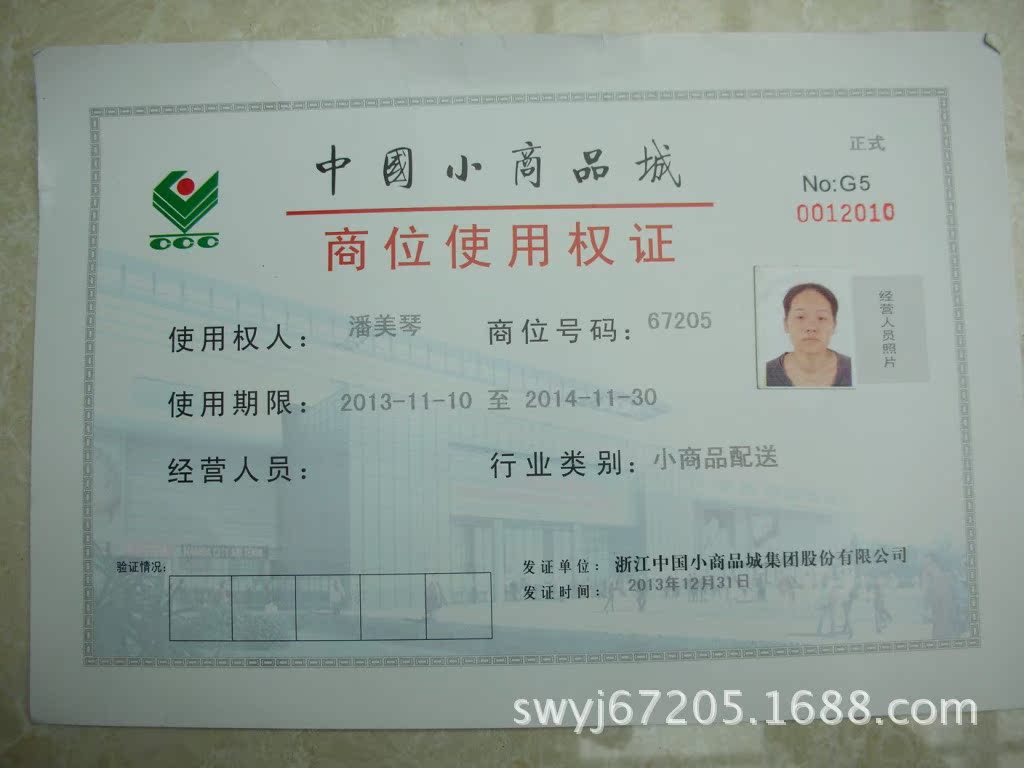 正式
中國小商品城
No:G5
0012010
CCC
商位使用权证
使用权人： 潘美琴 商位号码： 67205
经营人员照片
使用期限： 2013-11-10 至 2014-11-30
经营人员： 行业类别： 小商品配送
验证情况：
发证单位： 浙江中国小商品城集团股份有限公司
发证时间： 2013年12月31日
swyj67205.1688.com